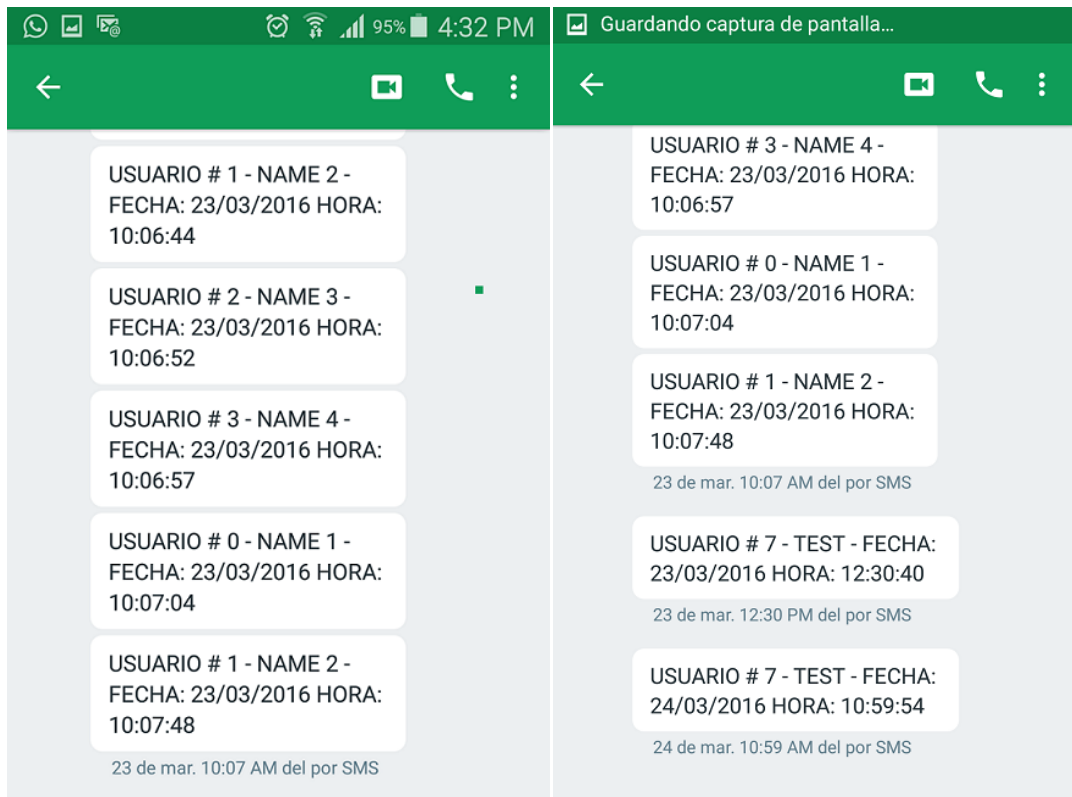 95% 4:32 PM
USUARIO # 1 - NAME 2 -
FECHA: 23/03/2016 HORA:
10:06:44
USUARIO # 2 - NAME 3 -
FECHA: 23/03/2016 HORA:
10:06:52
USUARIO # 3 - NAME 4 -
FECHA: 23/03/2016 HORA:
10:06:57
USUARIO # 0 - NAME 1 -
FECHA: 23/03/2016 HORA:
10:07:04
USUARIO # 1 - NAME 2 -
FECHA: 23/03/2016 HORA:
10:07:48
23 de mar. 10:07 AM del por SMS
Guardando captura de pantalla...
USUARIO # 3 - NAME 4 -
FECHA: 23/03/2016 HORA:
10:06:57
USUARIO # 0 - NAME 1 -
FECHA: 23/03/2016 HORA:
10:07:04
USUARIO # 1 - NAME 2 -
FECHA: 23/03/2016 HORA:
10:07:48
23 de mar. 10:07 AM del por SMS
USUARIO # 7 - TEST - FECHA:
23/03/2016 HORA: 12:30:40
23 de mar. 12:30 PM del por SMS
USUARIO # 7 - TEST - FECHA:
24/03/2016 HORA: 10:59:54
24 de mar. 10:59 AM del por SMS